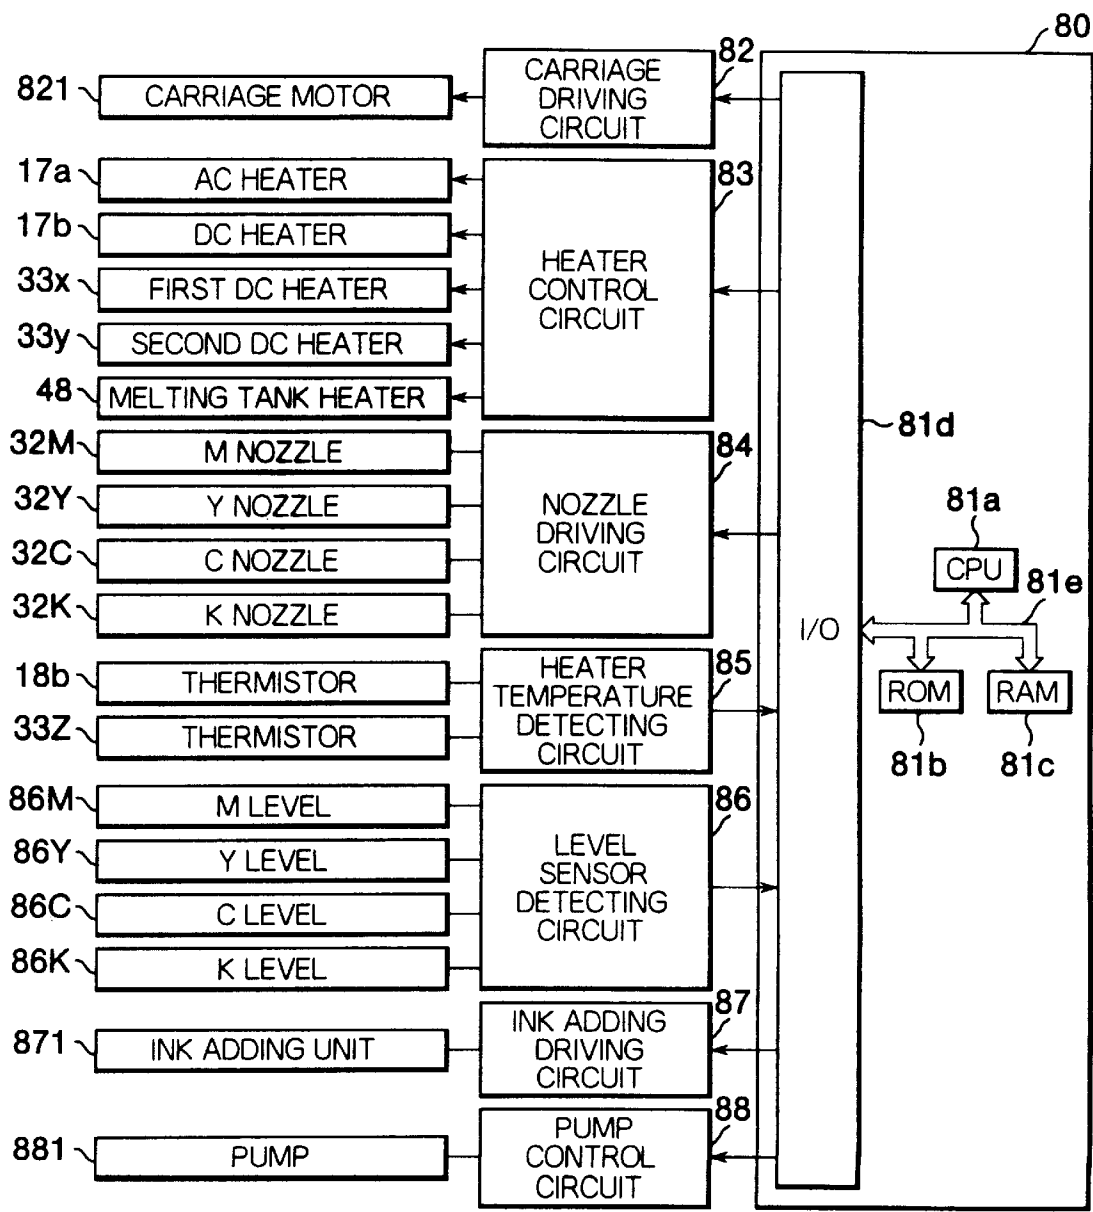 80
821
CARRIAGE MOTOR
CARRIAGE
DRIVING
CIRCUIT
82
17a
AC HEATER
17b
DC HEATER
33x
FIRST DC HEATER
33y
SECOND DC HEATER
48
MELTING TANK HEATER
HEATER
CONTROL
CIRCUIT
83
32M
M NOZZLE
32Y
Y NOZZLE
32C
C NOZZLE
32K
K NOZZLE
NOZZLE
DRIVING
CIRCUIT
84
18b
THERMISTOR
33Z
THERMISTOR
HEATER
TEMPERATURE
DETECTING
CIRCUIT
85
86M
M LEVEL
86Y
Y LEVEL
86C
C LEVEL
86K
K LEVEL
LEVEL
SENSOR
DETECTING
CIRCUIT
86
871
INK ADDING UNIT
INK ADDING
DRIVING
CIRCUIT
87
881
PUMP
PUMP
CONTROL
CIRCUIT
88
I/O
81d
81a
CPU
81e
ROM
81b
RAM
81c